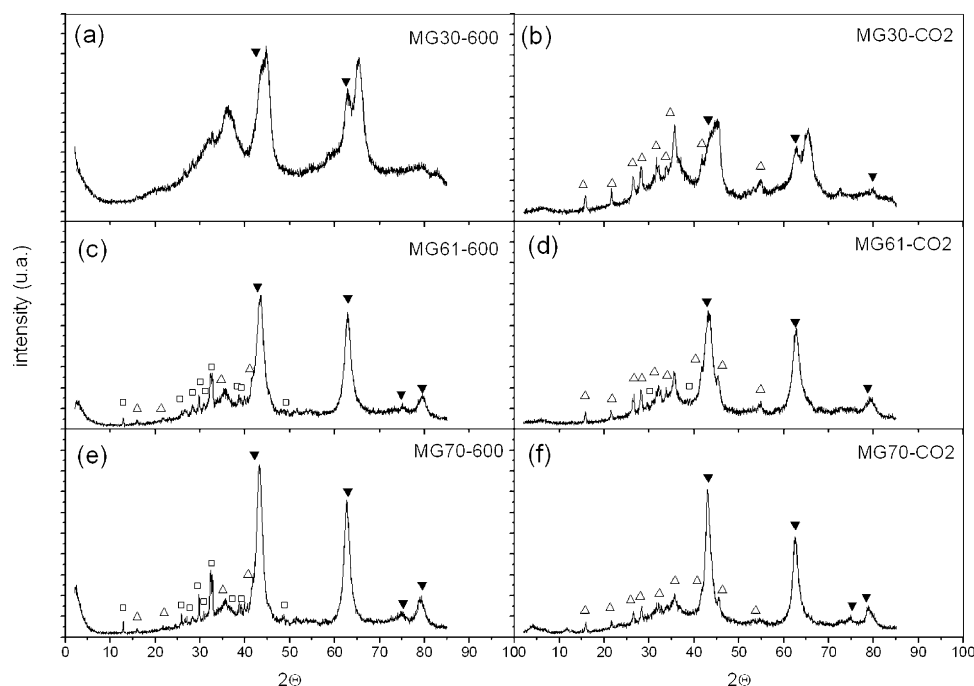 (a) MG30-600
(b) MG30-CO2
(c) MG61-600
(d) MG61-CO2
(e) MG70-600
(f) MG70-CO2
intensity (u.a.)
0 10 20 30 40 50 60 70 80 90
10 20 30 40 50 60 70 80 90 100
2Θ
2Θ